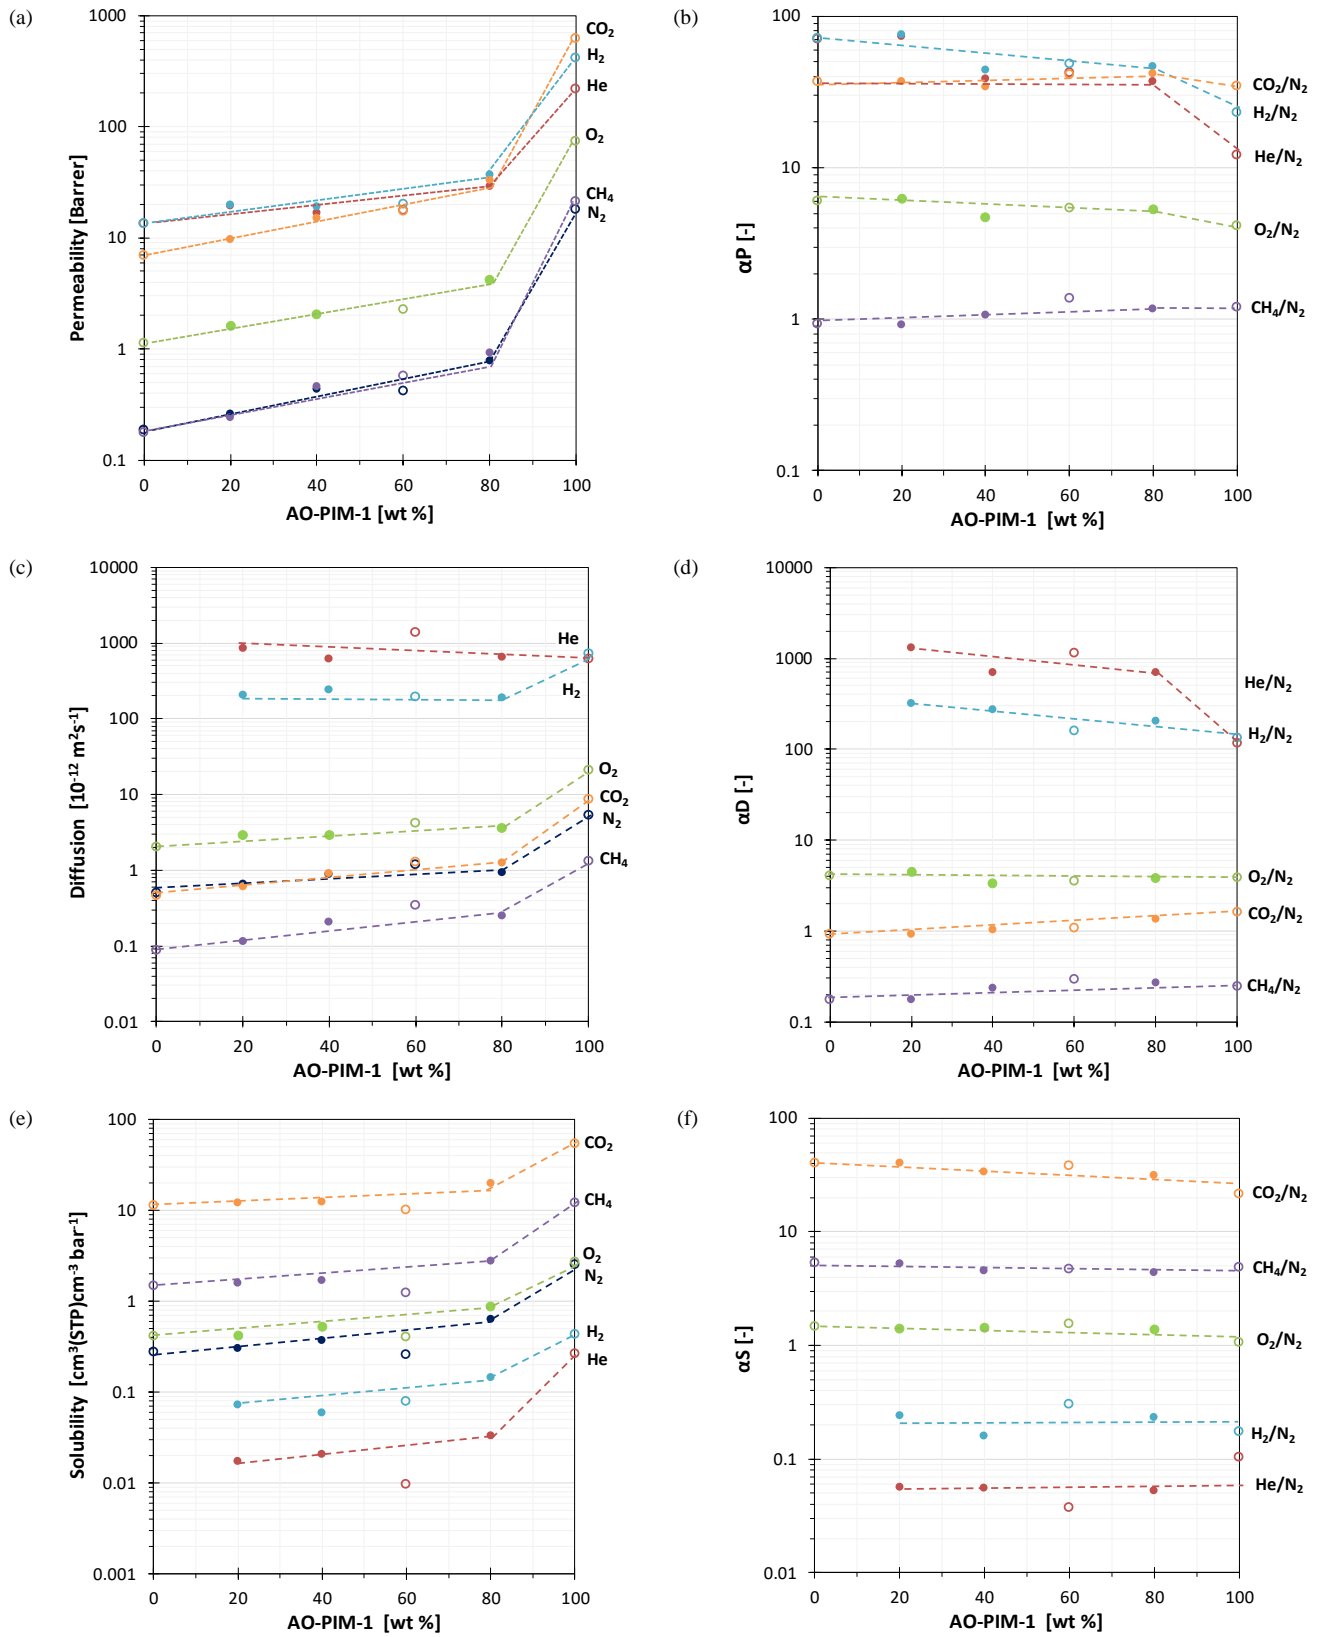 (a)
1000
100
10
1
0.1
Permeability [Barrer]
0 20 40 60 80 100
AO-PIM-1 [wt %]
CO2
H2
He
O2
CH4
N2
(b)
100
10
1
0.1
αP [-]
0 20 40 60 80 100
AO-PIM-1 [wt %]
CO2/N2
H2/N2
He/N2
O2/N2
CH4/N2
(c)
10000
1000
100
10
1
0.1
0.01
Diffusion [10-12 m2s-1]
0 20 40 60 80 100
AO-PIM-1 [wt %]
He
H2
O2
CO2
N2
CH4
(d)
10000
1000
100
10
1
0.1
αD [-]
0 20 40 60 80 100
AO-PIM-1 [wt %]
He/N2
H2/N2
O2/N2
CO2/N2
CH4/N2
(e)
100
10
1
0.1
0.01
0.001
Solubility [cm3(STP)cm-3 bar-1]
0 20 40 60 80 100
AO-PIM-1 [wt %]
CO2
CH4
O2
N2
H2
He
(f)
100
10
1
0.1
0.01
αS [-]
0 20 40 60 80 100
AO-PIM-1 [wt %]
CO2/N2
CH4/N2
O2/N2
H2/N2
He/N2